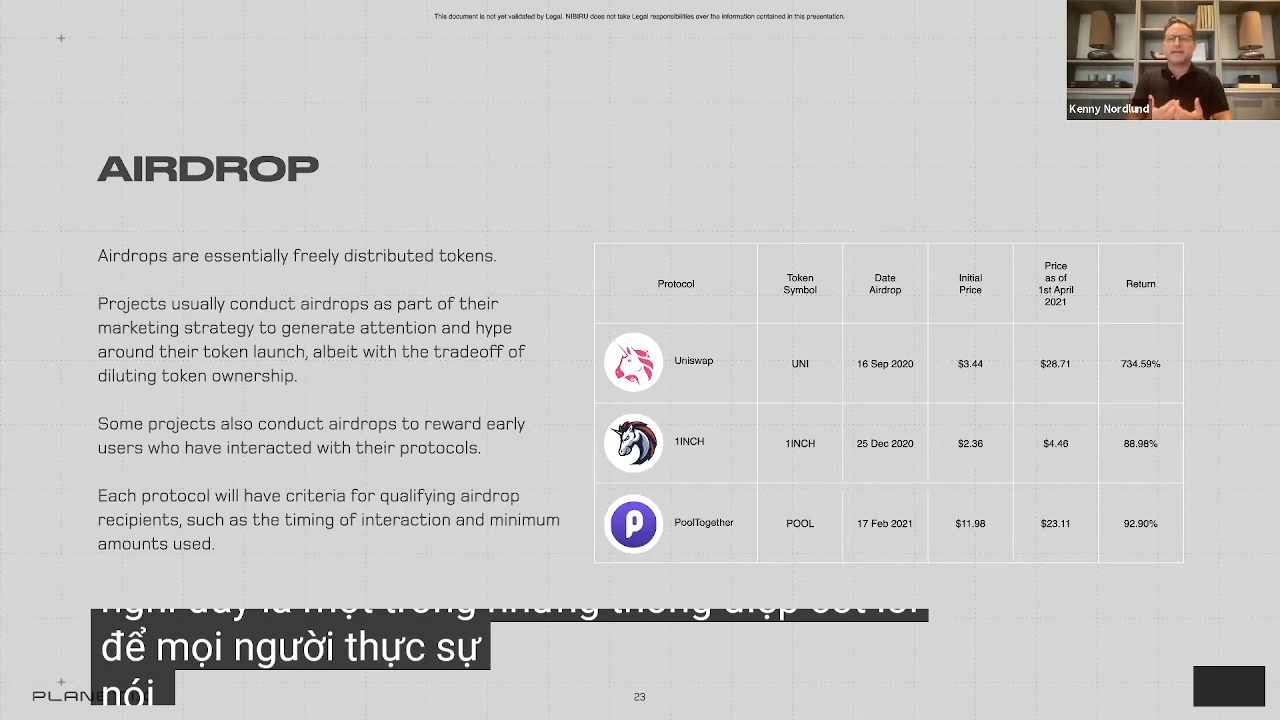 This document is not yet validated by Legal. NIBIRU does not take Legal responsibilities over the information contained in this presentation.
Kenny Nordlund
AIRDROP
Airdrops are essentially freely distributed tokens.
Projects usually conduct airdrops as part of their
marketing strategy to generate attention and hype
around their token launch, albeit with the tradeoff of
diluting token ownership.
Some projects also conduct airdrops to reward early
users who have interacted with their protocols.
Each protocol will have criteria for qualifying airdrop
recipients, such as the timing of interaction and minimum
amounts used.
Protocol
Token
Symbol
Date
Airdrop
Initial
Price
Price
as of
1st April
2021
Return
Uniswap
UNI
16 Sep 2020
$3.44
$28.71
734.59%
1INCH
1INCH
25 Dec 2020
$2.36
$4.46
88.98%
PoolTogether
POOL
17 Feb 2021
$11.98
$23.11
92.90%
để mọi người thực sự
nói
23